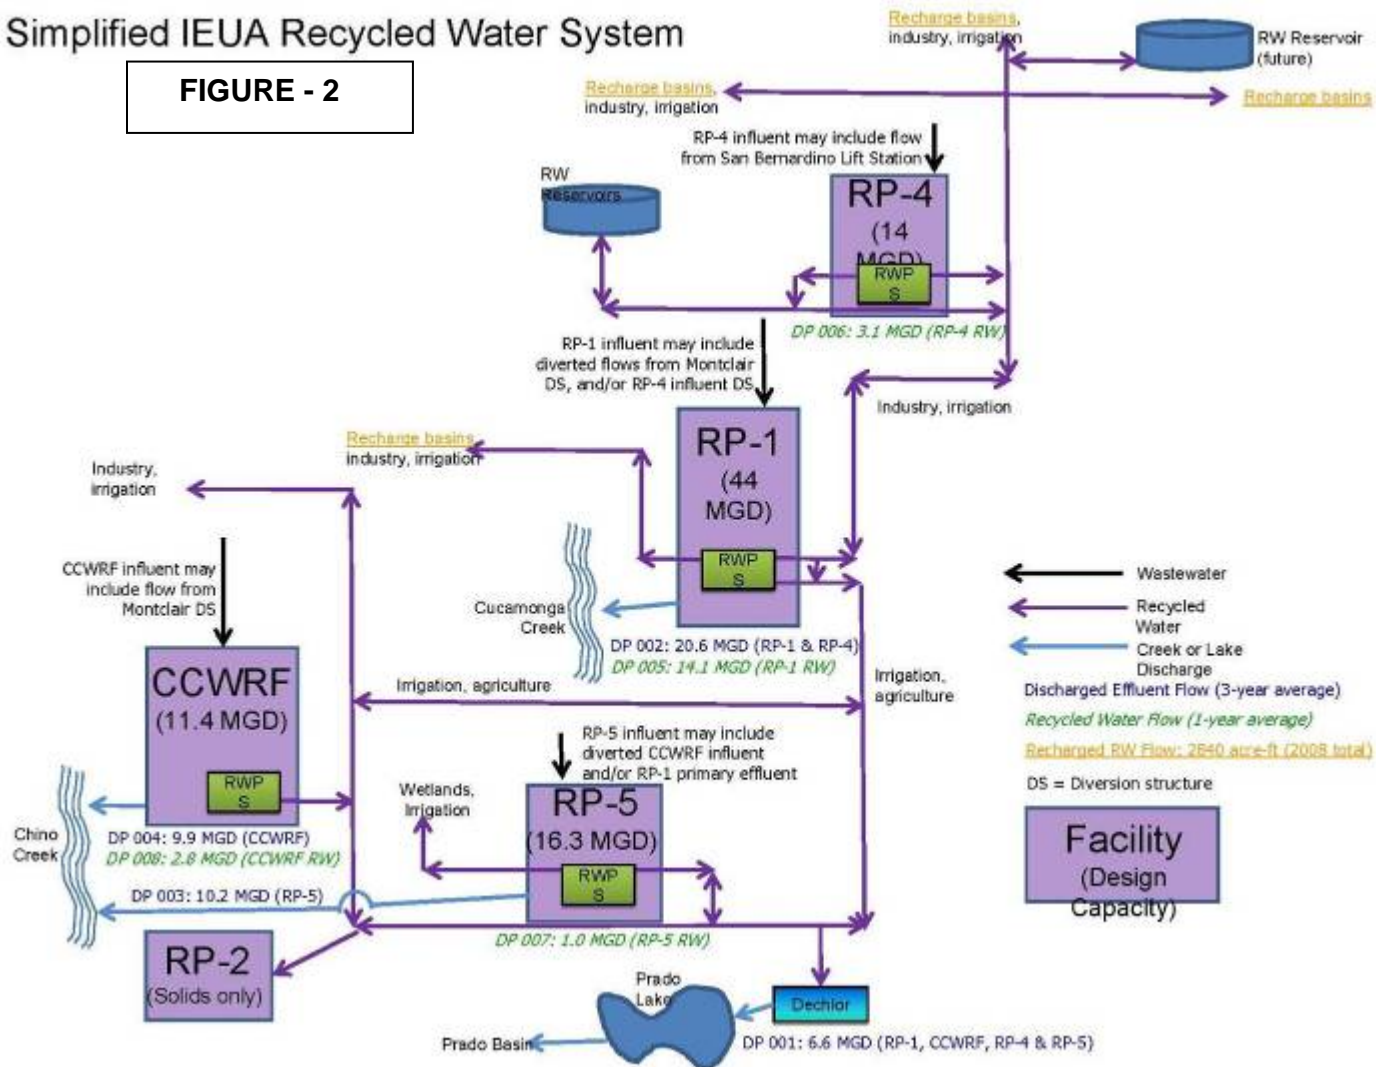 Simplified IEUA Recycled Water System
FIGURE - 2
Recharge basins,
industry, irrigation
RW Reservoir
(future)
Recharge basins,
industry, irrigation
Recharge basins
RP-4 influent may include flow
from San Bernardino Lift Station
RW
Reservoirs
RP-4
(14
MGD)
RWP
S
DP 006: 3.1 MGD (RP-4 RW)
RP-1 influent may include
diverted flows from Montclair
DS, and/or RP-4 influent DS
Industry, irrigation
RP-1
(44
MGD)
RWP
S
Recharge basins
industry, irrigation
Industry,
irrigation
CCWRF influent may
include flow from
Montclair DS
Cucamonga
Creek
DP 002: 20.6 MGD (RP-1 & RP-4)
DP 005: 14.1 MGD (RP-1 RW)
CCWRF
(11.4 MGD)
RWP
S
Irrigation, agriculture
Irrigation,
agriculture
RP-5 influent may include
diverted CCWRF influent
and/or RP-1 primary effluent
Wetlands,
Irrigation
RP-5
(16.3 MGD)
RWP
S
Chino
Creek
DP 004: 9.9 MGD (CCWRF)
DP 008: 2.8 MGD (CCWRF RW)
DP 003: 10.2 MGD (RP-5)
DP 007: 1.0 MGD (RP-5 RW)
RP-2
(Solids only)
Prado
Lake
Dechlor
Prado Basin
DP 001: 6.6 MGD (RP-1, CCWRF, RP-4 & RP-5)
Wastewater
Recycled
Water
Creek or Lake
Discharge
Discharged Effluent Flow (3-year average)
Recycled Water Flow (1-year average)
Recharged RW Flow: 2840 acre-ft (2008 total)
DS = Diversion structure
Facility
(Design
Capacity)